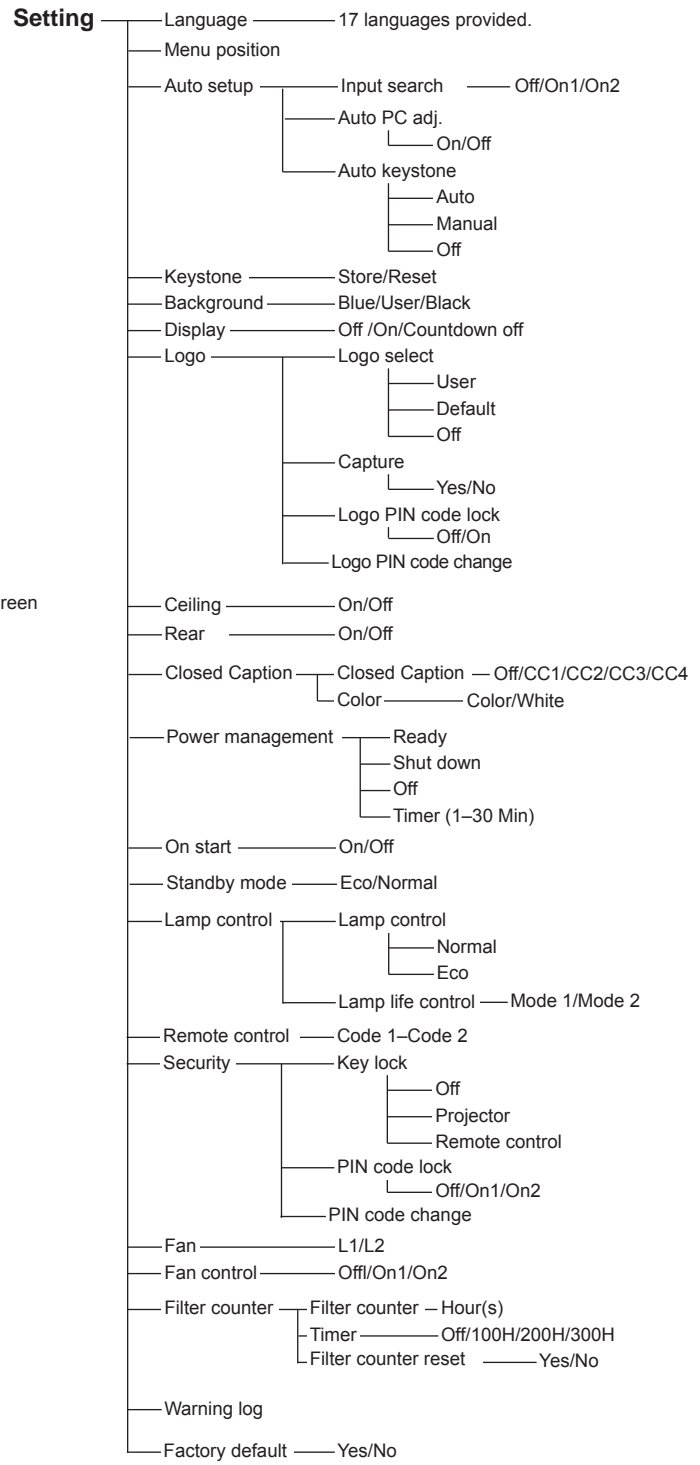 Setting Language 17 languages provided.
Menu position
Auto setup Input search Off/On1/On2
Auto PC adj.
On/Off
Auto keystone
Auto
Manual
Off
Keystone Store/Reset
Background Blue/User/Black
Display Off /On/Countdown off
Logo Logo select
User
Default
Off
Capture
Yes/No
Logo PIN code lock
Off/On
Logo PIN code change
reen Ceiling On/Off
Rear On/Off
Closed Caption Closed Caption Off/CC1/CC2/CC3/CC4
Color Color/White
Power management Ready
Shut down
Off
Timer (1–30 Min)
On start On/Off
Standby mode Eco/Normal
Lamp control Lamp control
Normal
Eco
Lamp life control Mode 1/Mode 2
Remote control Code 1–Code 2
Security Key lock
Off
Projector
Remote control
PIN code lock
Off/On1/On2
PIN code change
Fan L1/L2
Fan control Offl/On1/On2
Filter counter Filter counter Hour(s)
Timer Off/100H/200H/300H
Filter counter reset Yes/No
Warning log
Factory default Yes/No